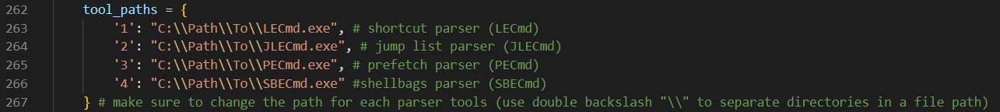 262 tool_paths = {
263 '1': "C:\\Path\\To\\LECmd.exe", # shortcut parser (LECmd)
264 '2': "C:\\Path\\To\\JLECmd.exe", # jump list parser (JLECmd)
265 '3': "C:\\Path\\To\\PECmd.exe", # prefetch parser (PECmd)
266 '4': "C:\\Path\\To\\SBECmd.exe" #shellbags parser (SBECmd)
267 } # make sure to change the path for each parser tools (use double backslash "\\" to separate directories in a file path)